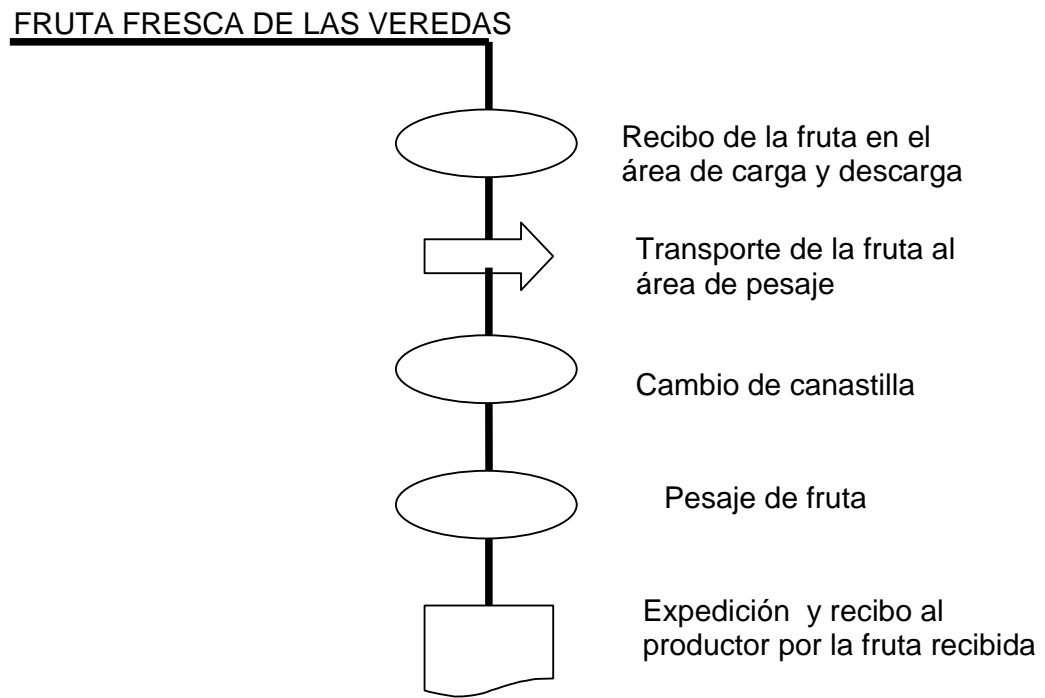 FRUTA FRESCA DE LAS VEREDAS
Recibo de la fruta en el
área de carga y descarga
Transporte de la fruta al
área de pesaje
Cambio de canastilla
Pesaje de fruta
Expedición y recibo al
productor por la fruta recibida